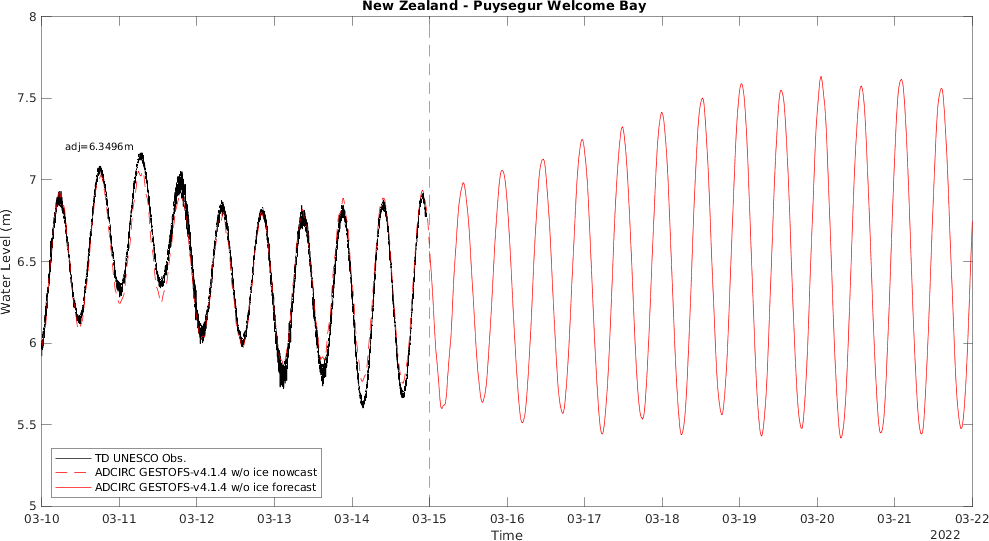 New Zealand - Puysegur Welcome Bay
8
7.5
7
6.5
6
5.5
5
Water Level (m)
adj=6.3496m
TD UNESCO Obs.
ADCIRC GESTOFS-v4.1.4 w/o ice nowcast
ADCIRC GESTOFS-v4.1.4 w/o ice forecast
03-10 03-11 03-12 03-13 03-14 03-15 03-16 03-17 03-18 03-19 03-20 03-21 03-22
Time
2022